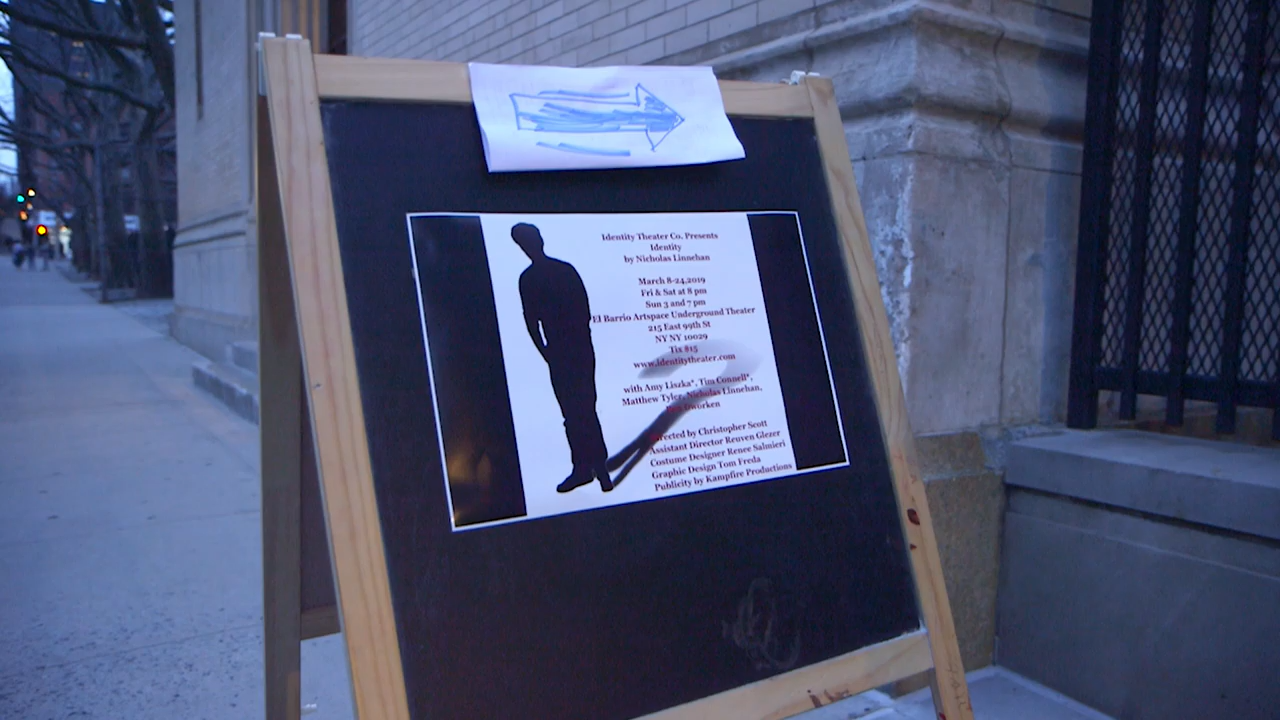 Identity Theater Co. Presents
Identity
by Nicholas Linnehan
March 8-24,2019
Fri & Sat at 8 pm
Sun 3 and 7 pm
El Barrio Artspace Underground Theater
215 East 99th St
NY NY 10029
Tix $15
www.identitytheater.com
with Amy Liszka*, Tim Connell*,
Matthew Tyler, Nicholas Linnehan,
Dworken
Directed by Christopher Scott
Assistant Director Reuven Glezer
Costume Designer Renee Salmieri
Graphic Design Tom Freda
Publicity by Kampfire Productions